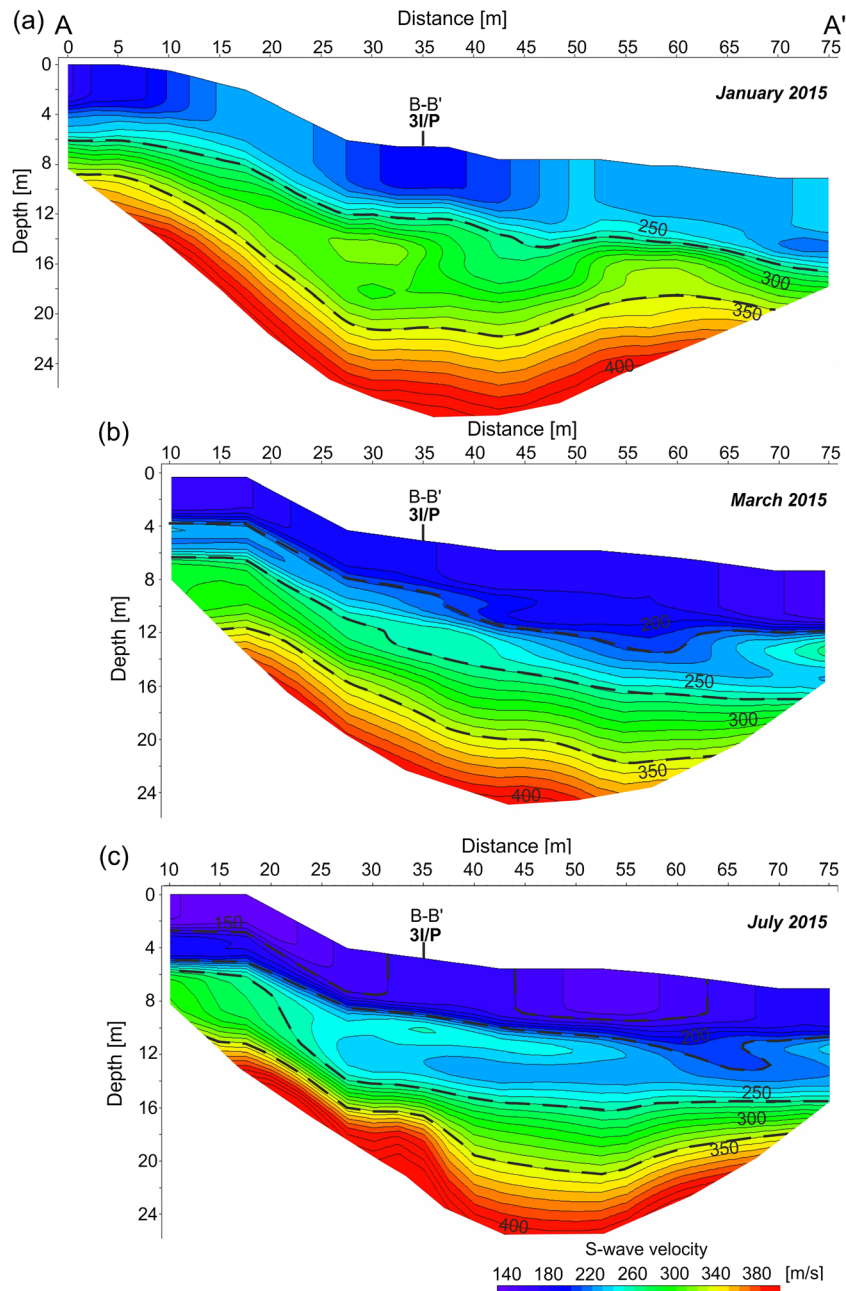 (a)
Distance [m]
A A'
0 5 10 15 20 25 30 35 40 45 50 55 60 65 70 75
0
4
8
12
16
20
24
Depth [m]
B-B'
3I/P
January 2015
250
300
350
400
(b)
Distance [m]
10 15 20 25 30 35 40 45 50 55 60 65 70 75
0
4
8
12
16
20
24
Depth [m]
B-B'
3I/P
March 2015
200
250
300
350
400
(c)
Distance [m]
10 15 20 25 30 35 40 45 50 55 60 65 70 75
0
4
8
12
16
20
24
Depth [m]
B-B'
3I/P
July 2015
150
200
250
300
350
400
S-wave velocity
140 180 220 260 300 340 380 [m/s]